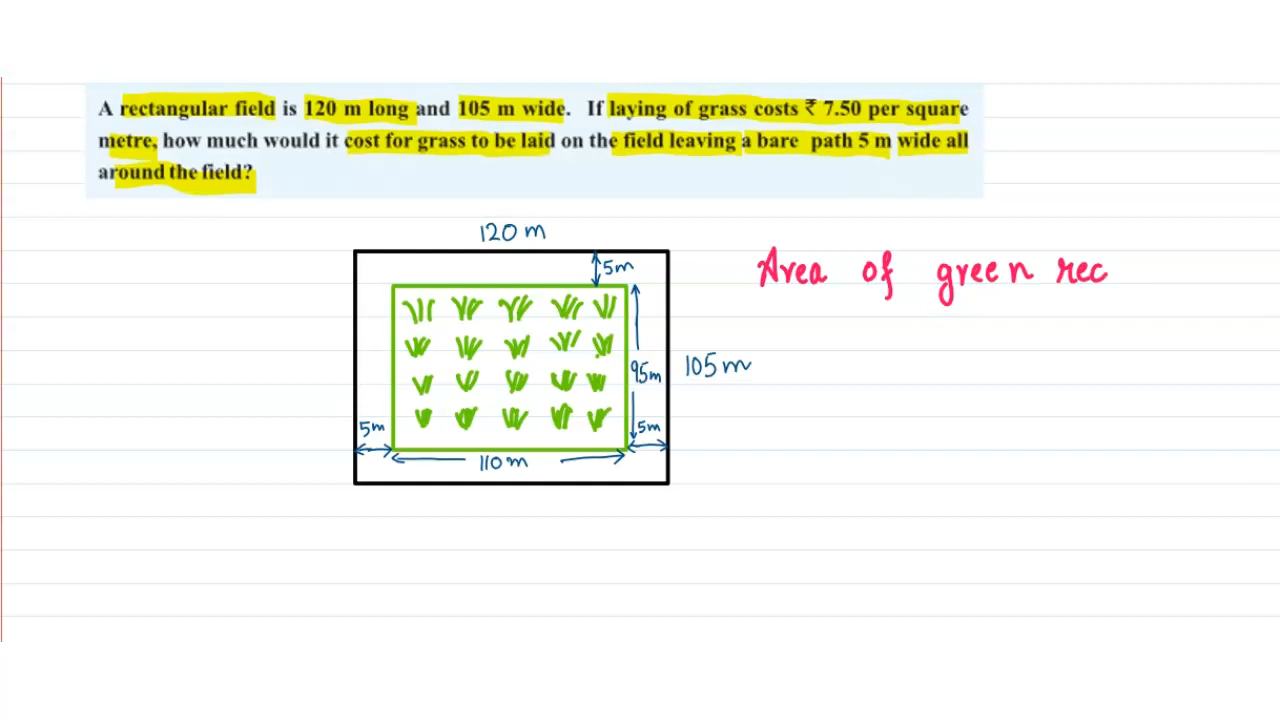 A rectangular field is 120 m long and 105 m wide. If laying of grass costs ₹ 7.50 per square
metre, how much would it cost for grass to be laid on the field leaving a bare path 5 m wide all
around the field?
120 m
5m
Area of green rec
95m
105m
5m
5m
110 m